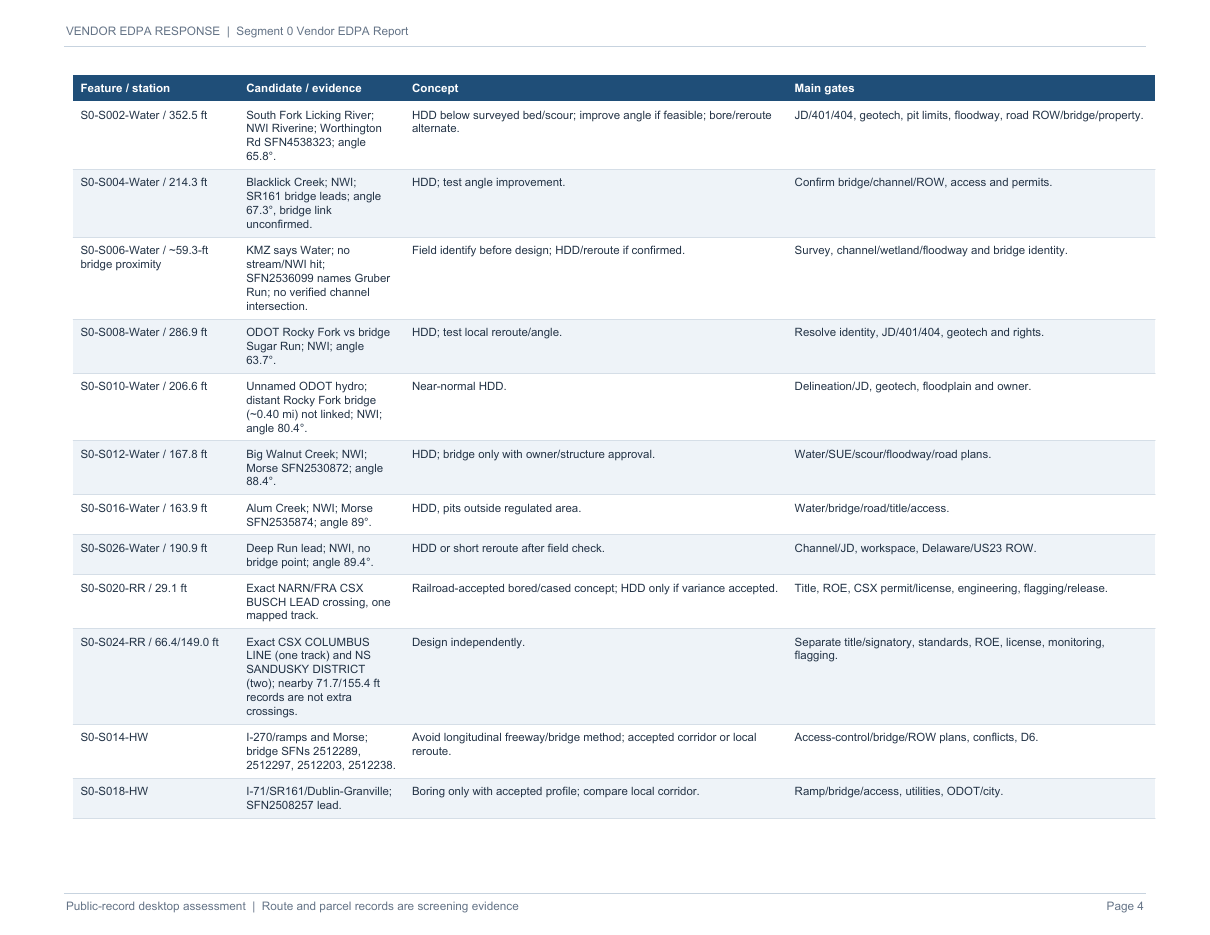 VENDOR EDPA RESPONSE | Segment 0 Vendor EDPA Report
Feature / station
Candidate / evidence
Concept
Main gates
S0-S002-Water / 352.5 ft
South Fork Licking River;
NWI Riverine; Worthington
Rd SFN4538323; angle
65.8°.
HDD below surveyed bed/scour; improve angle if feasible; bore/reroute
alternate.
JD/401/404, geotech, pit limits, floodway, road ROW/bridge/property.
S0-S004-Water / 214.3 ft
Blacklick Creek; NWI;
SR161 bridge leads; angle
67.3°, bridge link
unconfirmed.
HDD; test angle improvement.
Confirm bridge/channel/ROW, access and permits.
S0-S006-Water / ~59.3-ft
bridge proximity
KMZ says Water; no
stream/NWI hit;
SFN2536099 names Gruber
Run; no verified channel
intersection.
Field identify before design; HDD/reroute if confirmed.
Survey, channel/wetland/floodway and bridge identity.
S0-S008-Water / 286.9 ft
ODOT Rocky Fork vs bridge
Sugar Run; NWI; angle
63.7°.
HDD; test local reroute/angle.
Resolve identity, JD/401/404, geotech and rights.
S0-S010-Water / 206.6 ft
Unnamed ODOT hydro;
distant Rocky Fork bridge
(~0.40 mi) not linked; NWI;
angle 80.4°.
Near-normal HDD.
Delineation/JD, geotech, floodplain and owner.
S0-S012-Water / 167.8 ft
Big Walnut Creek; NWI;
Morse SFN2530872; angle
88.4°.
HDD; bridge only with owner/structure approval.
Water/SUE/scour/floodway/road plans.
S0-S016-Water / 163.9 ft
Alum Creek; NWI; Morse
SFN2535874; angle 89°.
HDD, pits outside regulated area.
Water/bridge/road/title/access.
S0-S026-Water / 190.9 ft
Deep Run lead; NWI, no
bridge point; angle 89.4°.
HDD or short reroute after field check.
Channel/JD, workspace, Delaware/US23 ROW.
S0-S020-RR / 29.1 ft
Exact NARN/FRA CSX
BUSCH LEAD crossing, one
mapped track.
Railroad-accepted bored/cased concept; HDD only if variance accepted.
Title, ROE, CSX permit/license, engineering, flagging/release.
S0-S024-RR / 66.4/149.0 ft
Exact CSX COLUMBUS
LINE (one track) and NS
SANDUSKY DISTRICT
(two); nearby 71.7/155.4 ft
records are not extra
crossings.
Design independently.
Separate title/signatory, standards, ROE, license, monitoring,
flagging.
S0-S014-HW
I-270/ramps and Morse;
bridge SFNs 2512289,
2512297, 2512203, 2512238.
Avoid longitudinal freeway/bridge method; accepted corridor or local
reroute.
Access-control/bridge/ROW plans, conflicts, D6.
S0-S018-HW
I-71/SR161/Dublin-Granville;
SFN2508257 lead.
Boring only with accepted profile; compare local corridor.
Ramp/bridge/access, utilities, ODOT/city.
Public-record desktop assessment | Route and parcel records are screening evidence
Page 4